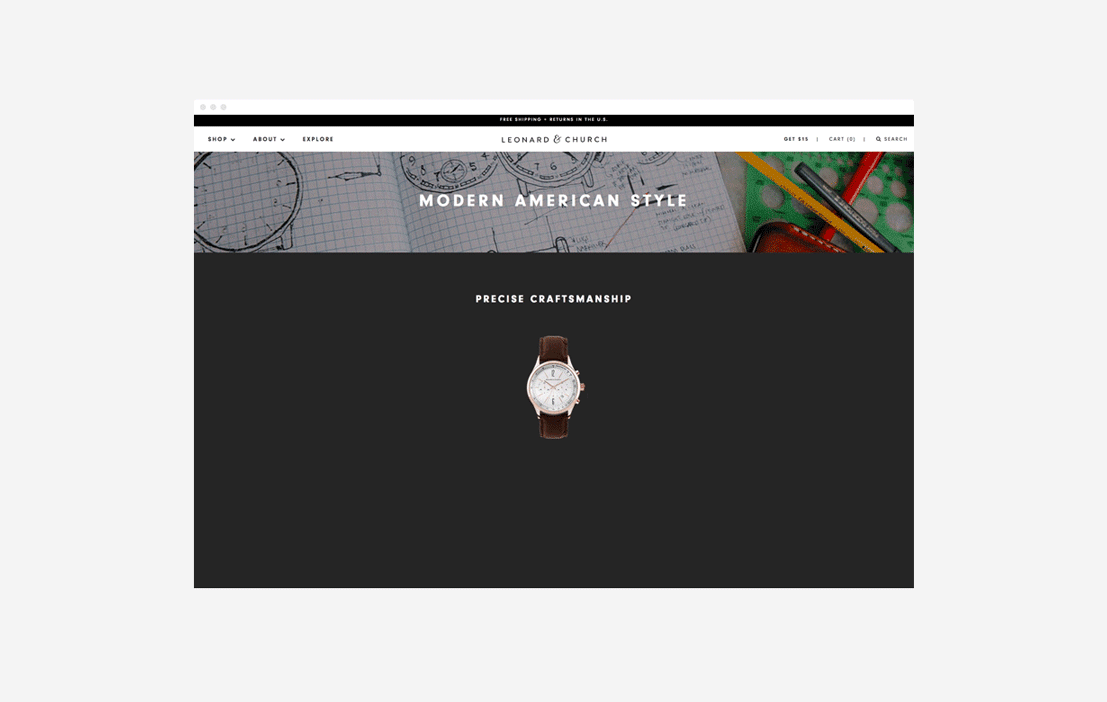 FREE SHIPPING + RETURNS IN THE U.S.
SHOP ABOUT EXPLORE LEONARD & CHURCH GET $15 | CART (0) | SEARCH
MODERN AMERICAN STYLE
PRECISE CRAFTSMANSHIP